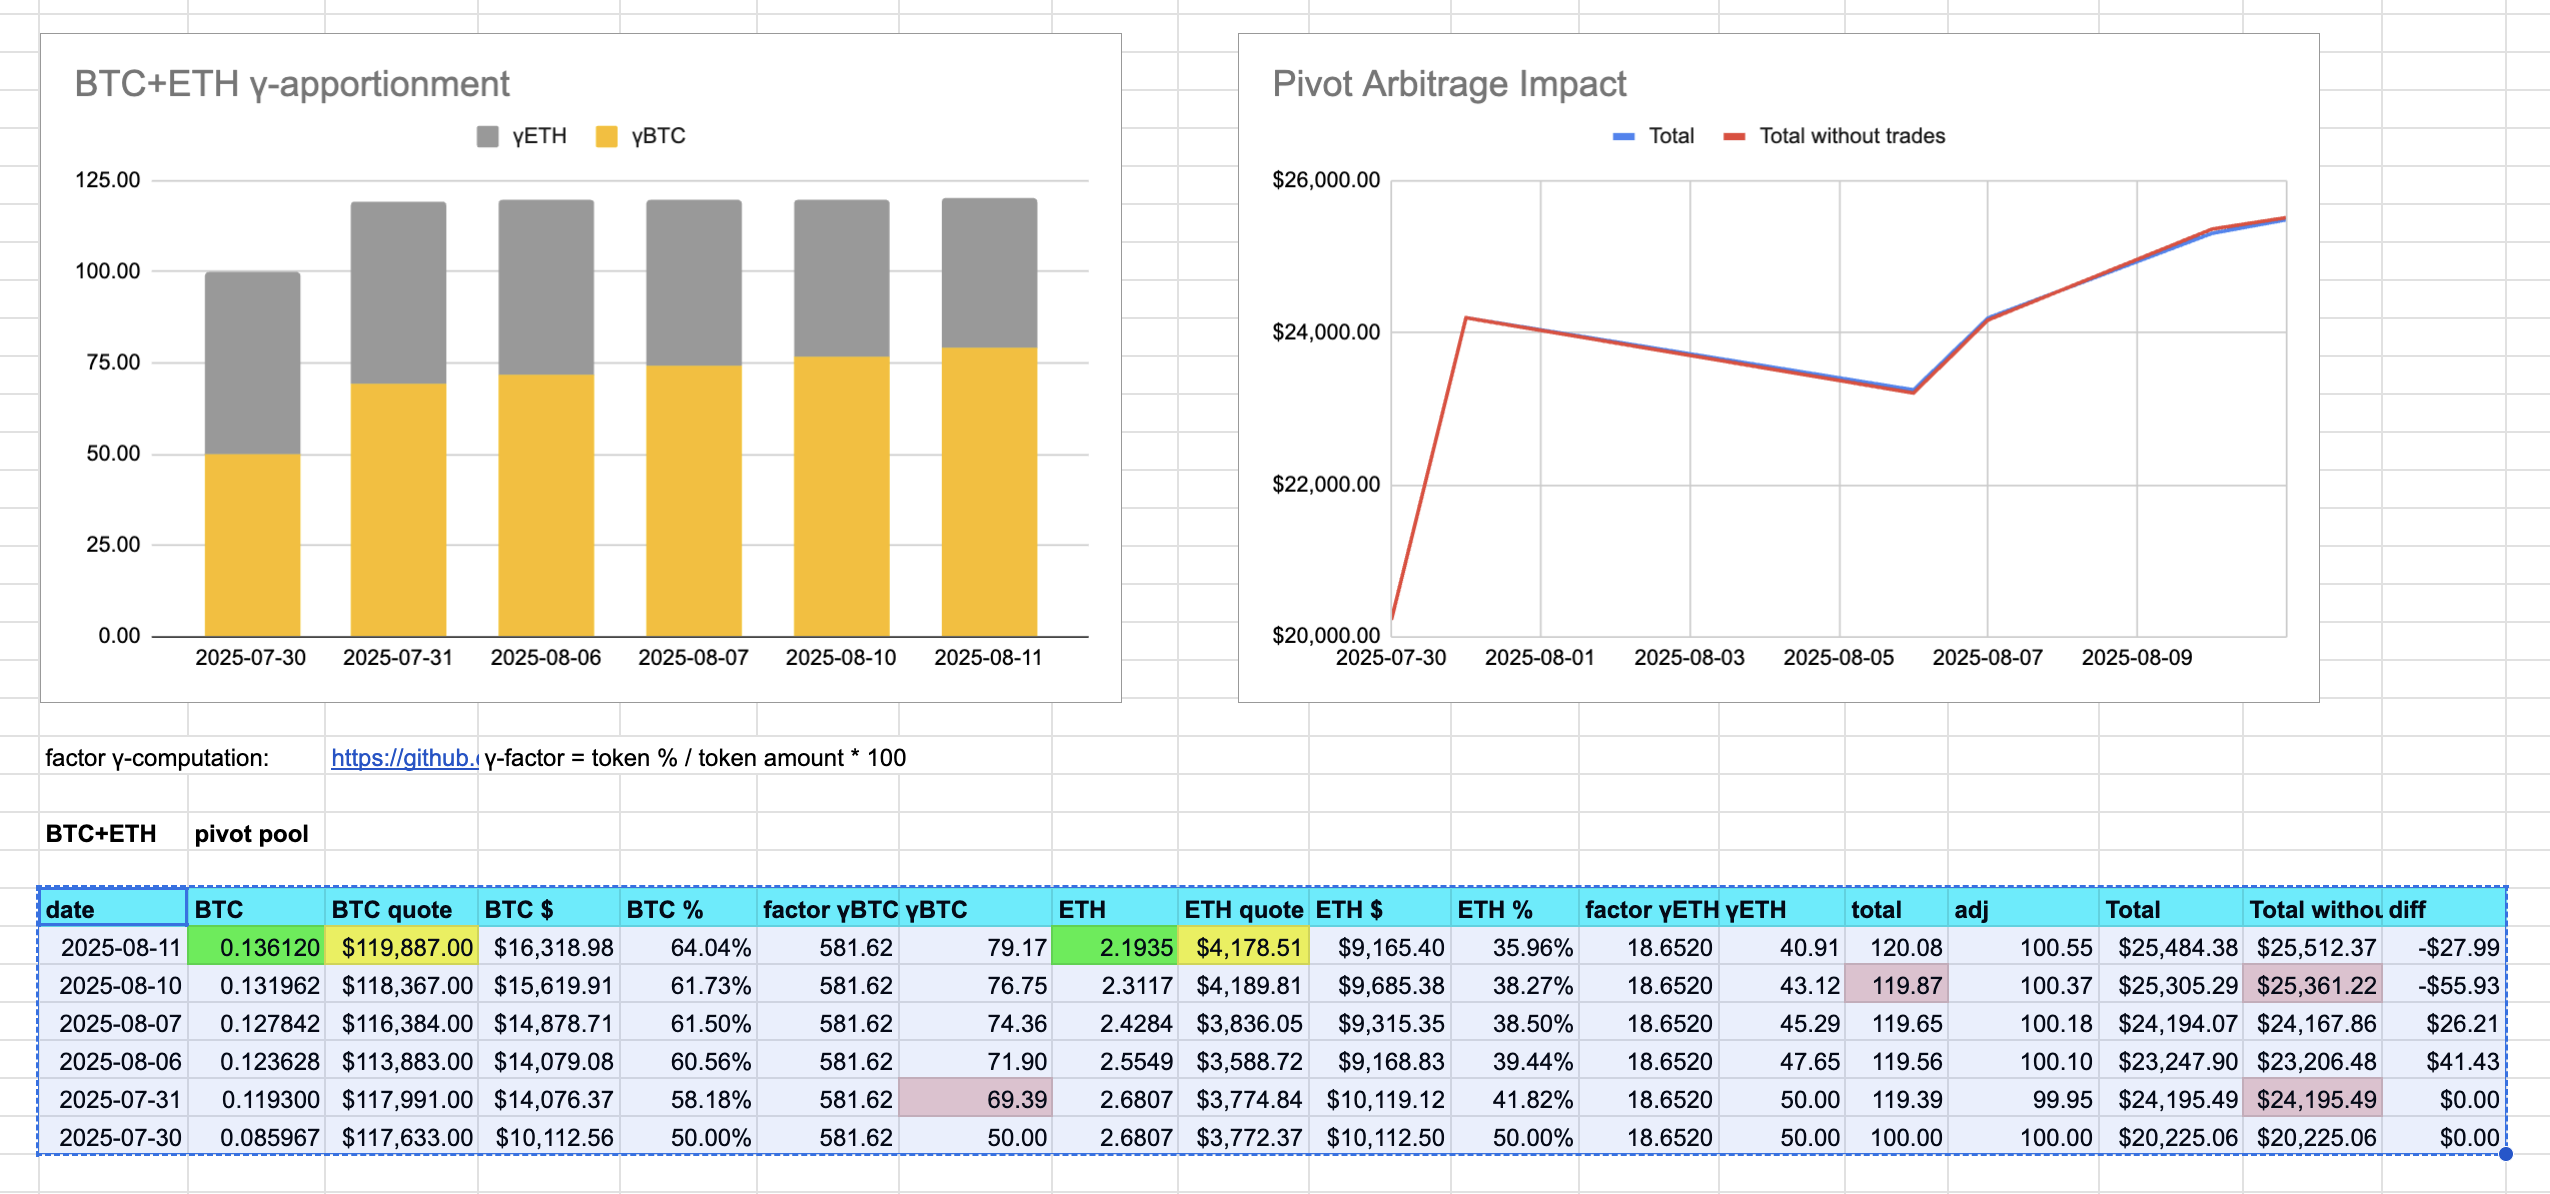 BTC+ETH γ-apportionment
γETH γBTC
125.00
100.00
75.00
50.00
25.00
0.00
2025-07-30 2025-07-31 2025-08-06 2025-08-07 2025-08-10 2025-08-11
Pivot Arbitrage Impact
Total Total without trades
$26,000.00
$24,000.00
$22,000.00
$20,000.00
2025-07-30 2025-08-01 2025-08-03 2025-08-05 2025-08-07 2025-08-09
factor γ-computation: https://github. γ-factor = token % / token amount * 100
BTC+ETH pivot pool
date BTC BTC quote BTC $ BTC % factor γBTC γBTC ETH ETH quote ETH $ ETH % factor γETH γETH total adj Total Total withou diff
2025-08-11 0.136120 $119,887.00 $16,318.98 64.04% 581.62 79.17 2.1935 $4,178.51 $9,165.40 35.96% 18.6520 40.91 120.08 100.55 $25,484.38 $25,512.37 -$27.99
2025-08-10 0.131962 $118,367.00 $15,619.91 61.73% 581.62 76.75 2.3117 $4,189.81 $9,685.38 38.27% 18.6520 43.12 119.87 100.37 $25,305.29 $25,361.22 -$55.93
2025-08-07 0.127842 $116,384.00 $14,878.71 61.50% 581.62 74.36 2.4284 $3,836.05 $9,315.35 38.50% 18.6520 45.29 119.65 100.18 $24,194.07 $24,167.86 $26.21
2025-08-06 0.123628 $113,883.00 $14,079.08 60.56% 581.62 71.90 2.5549 $3,588.72 $9,168.83 39.44% 18.6520 47.65 119.56 100.10 $23,247.90 $23,206.48 $41.43
2025-07-31 0.119300 $117,991.00 $14,076.37 58.18% 581.62 69.39 2.6807 $3,774.84 $10,119.12 41.82% 18.6520 50.00 119.39 99.95 $24,195.49 $24,195.49 $0.00
2025-07-30 0.085967 $117,633.00 $10,112.56 50.00% 581.62 50.00 2.6807 $3,772.37 $10,112.50 50.00% 18.6520 50.00 100.00 100.00 $20,225.06 $20,225.06 $0.00